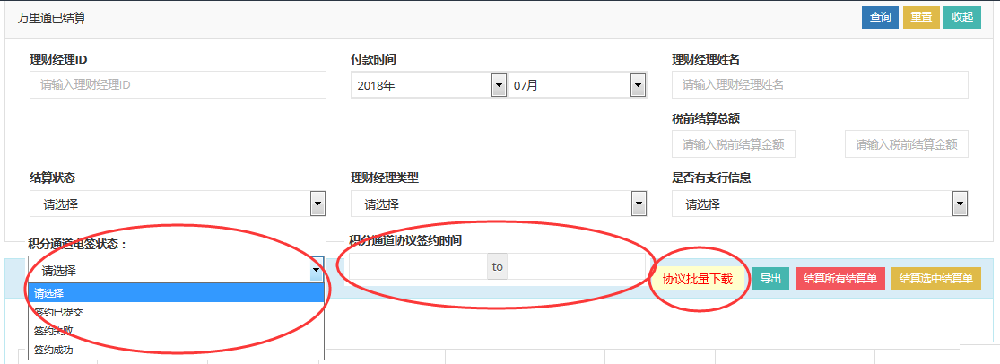 万里通已结算
查询 重置 收起
理财经理ID 付款时间 理财经理姓名
请输入理财经理ID 2018年 07月 请输入理财经理姓名
税前结算总额
请输入税前结算金额 — 请输入税前结算金额
结算状态 理财经理类型 是否有支行信息
请选择 请选择 请选择
积分通道电签状态： 积分通道协议签约时间
请选择 to 协议批量下载 导出 结算所有结算单 结算选中结算单
请选择
签约已提交
签约失败
签约成功